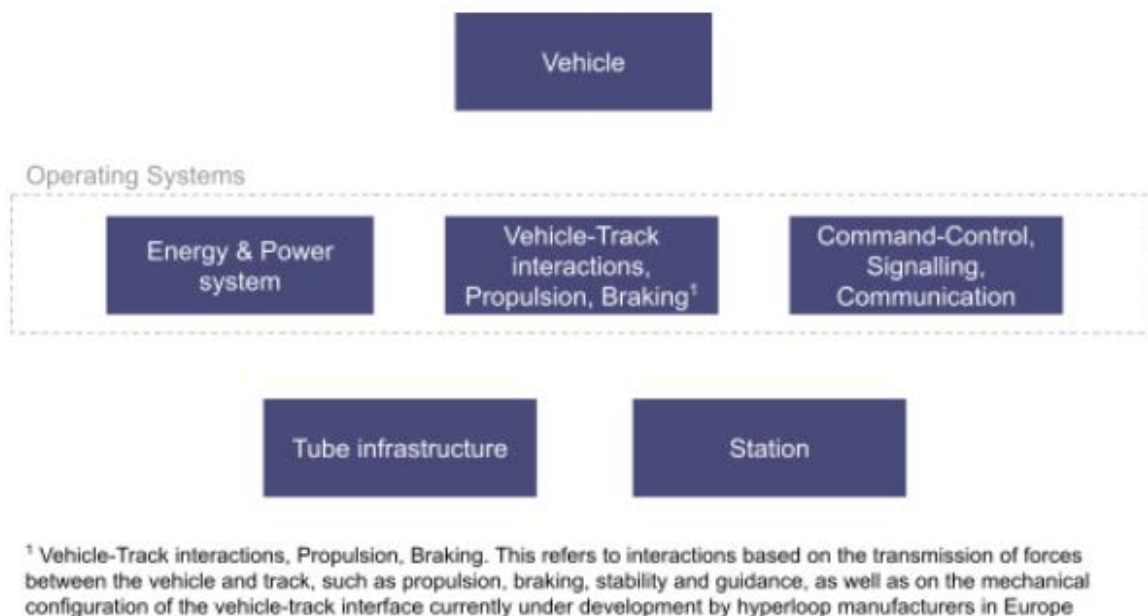 Vehicle
Operating Systems
Energy & Power
system
Vehicle-Track
interactions,
Propulsion, Braking¹
Command-Control,
Signalling,
Communication
Tube infrastructure
Station
¹ Vehicle-Track interactions, Propulsion, Braking. This refers to interactions based on the transmission of forces
between the vehicle and track, such as propulsion, braking, stability and guidance, as well as on the mechanical
configuration of the vehicle-track interface currently under development by hyperloop manufacturers in Europe